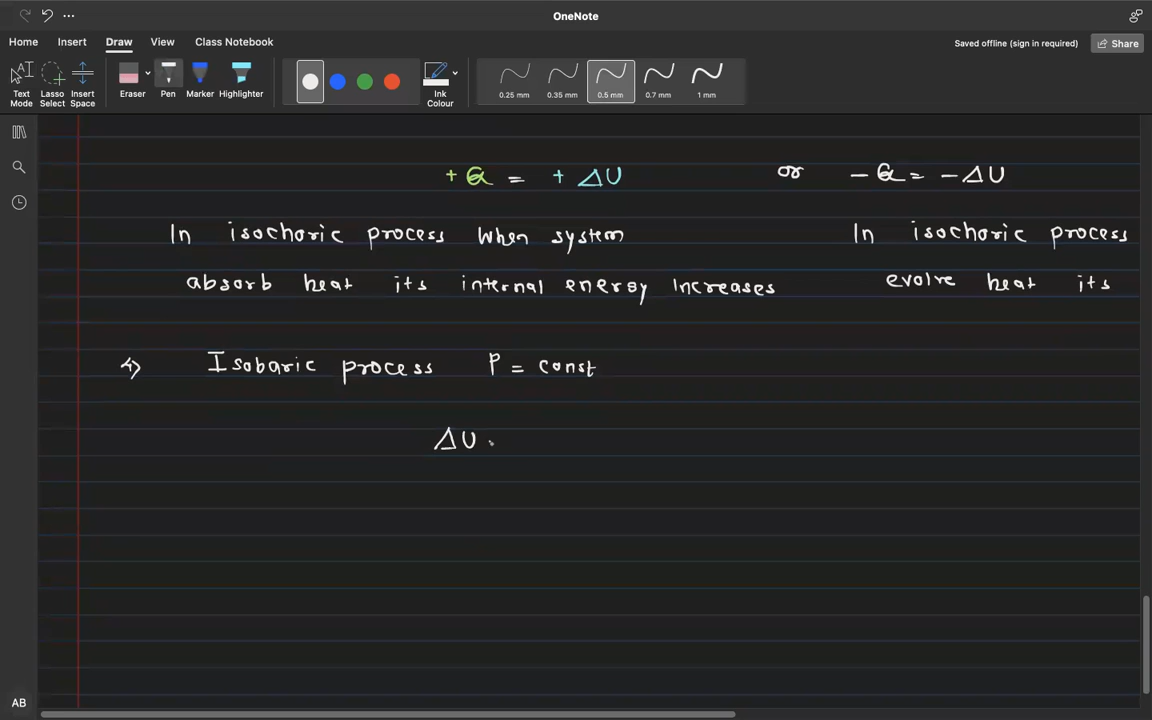 OneNote
Home Insert Draw View Class Notebook Saved offline (sign in required) Share
Text Mode Lasso Select Insert Space Eraser Pen Marker Highlighter Ink Colour 0.25 mm 0.35 mm 0.5 mm 0.7 mm 1 mm
+ Q = + ΔU or - Q = - ΔU
In isochoric process when system In isochoric process
absorb heat its internal energy increases evolve heat its
4) Isobaric process P = const
ΔU
AB